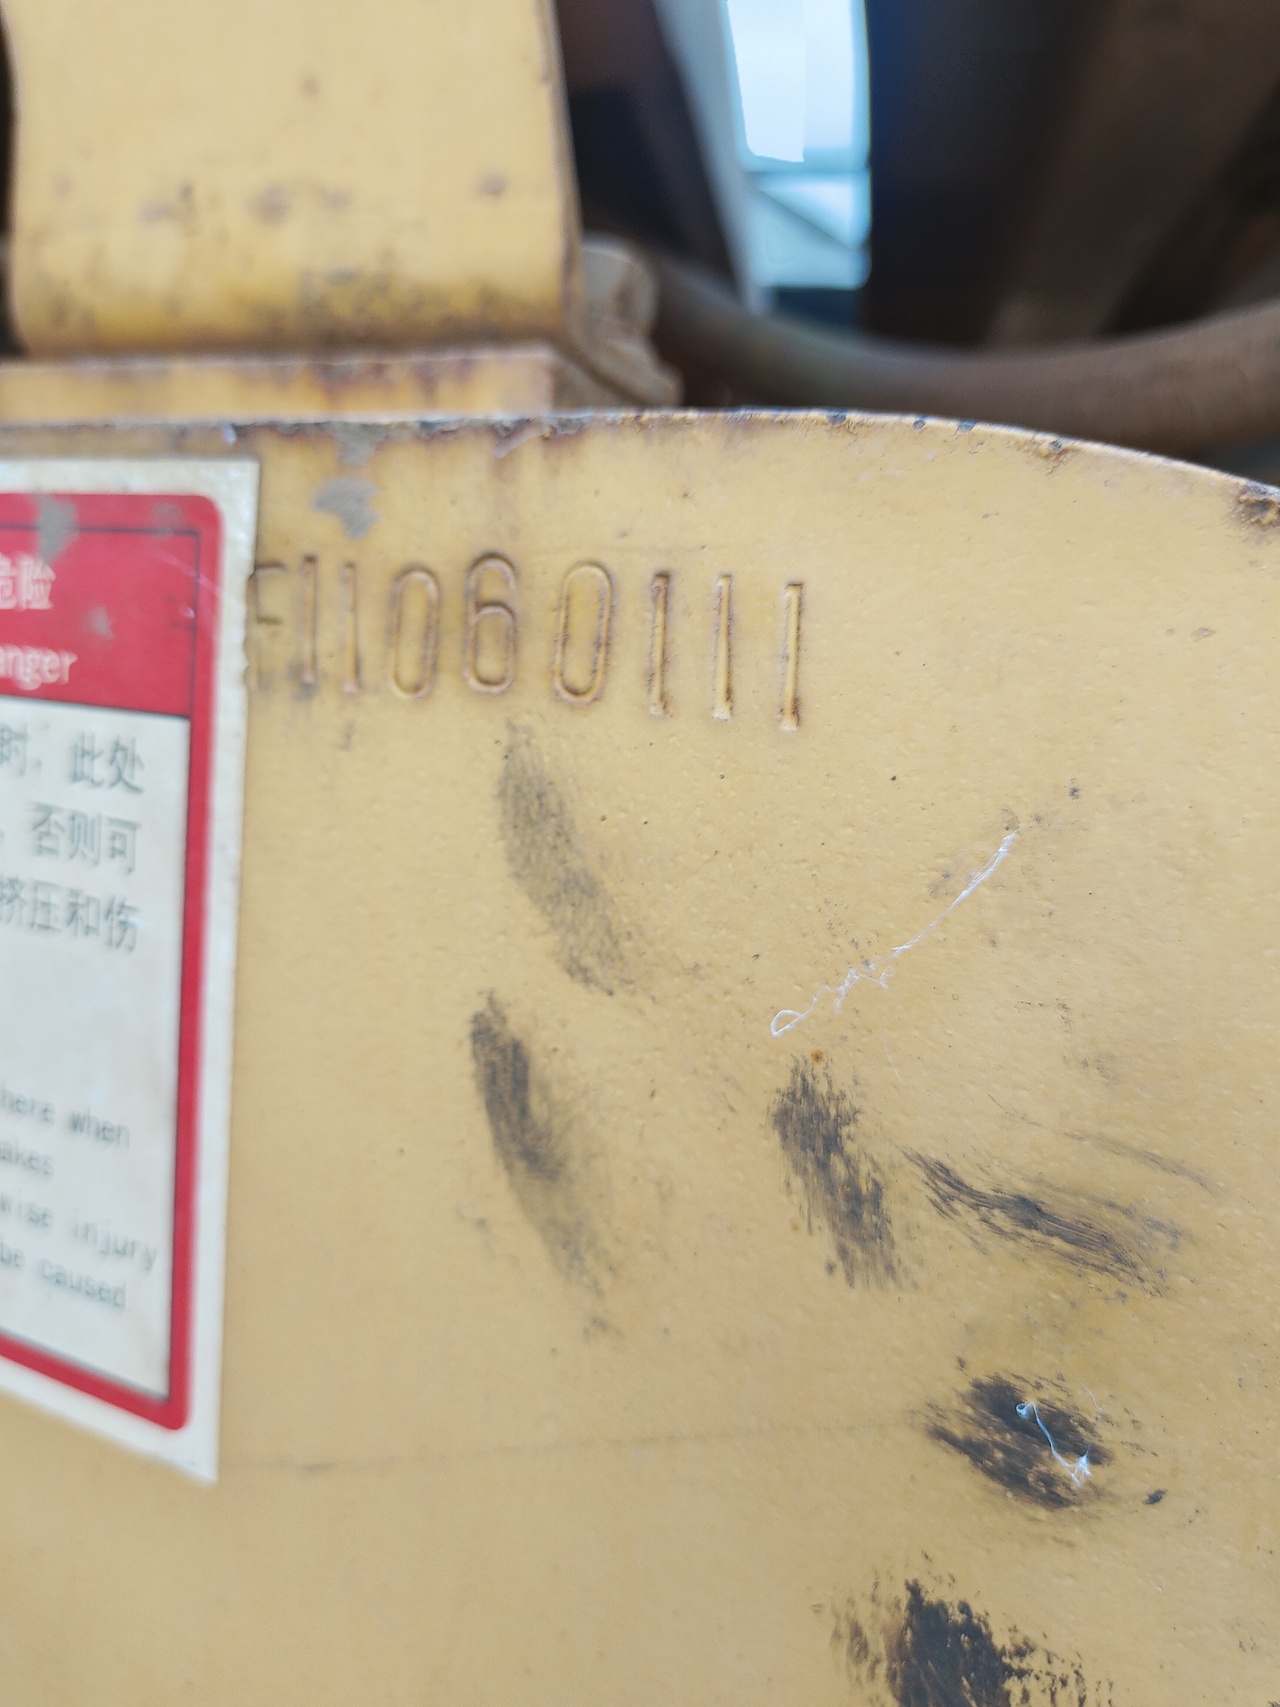 危险
anger
F11060111
时，此处
，否则可
挤压和伤
here when
akes
wise injury
be caused